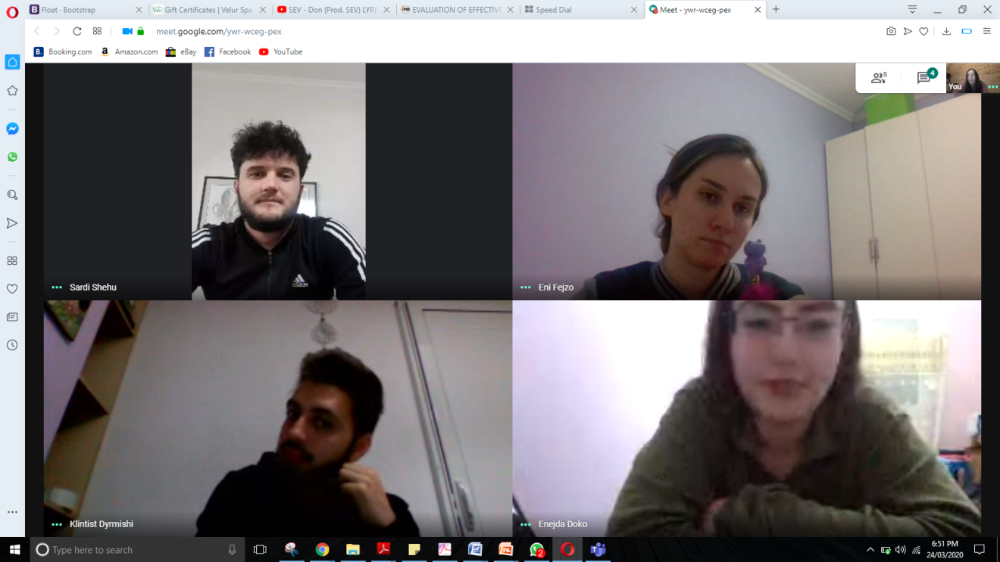 Float · Bootstrap
Gift Certificates | Velur Spa
SEV - Don (Prod. SEV) LYRI
EVALUATION OF EFFECTIVE
Speed Dial
Meet - ywr-wceg-pex
meet.google.com/ywr-wceg-pex
Booking.com
Amazon.com
eBay
Facebook
YouTube
5
4
You
Sardi Shehu
Eni Fejzo
adidas
Klintist Dyrmishi
Enejda Doko
Type here to search
2
6:51 PM
24/03/2020